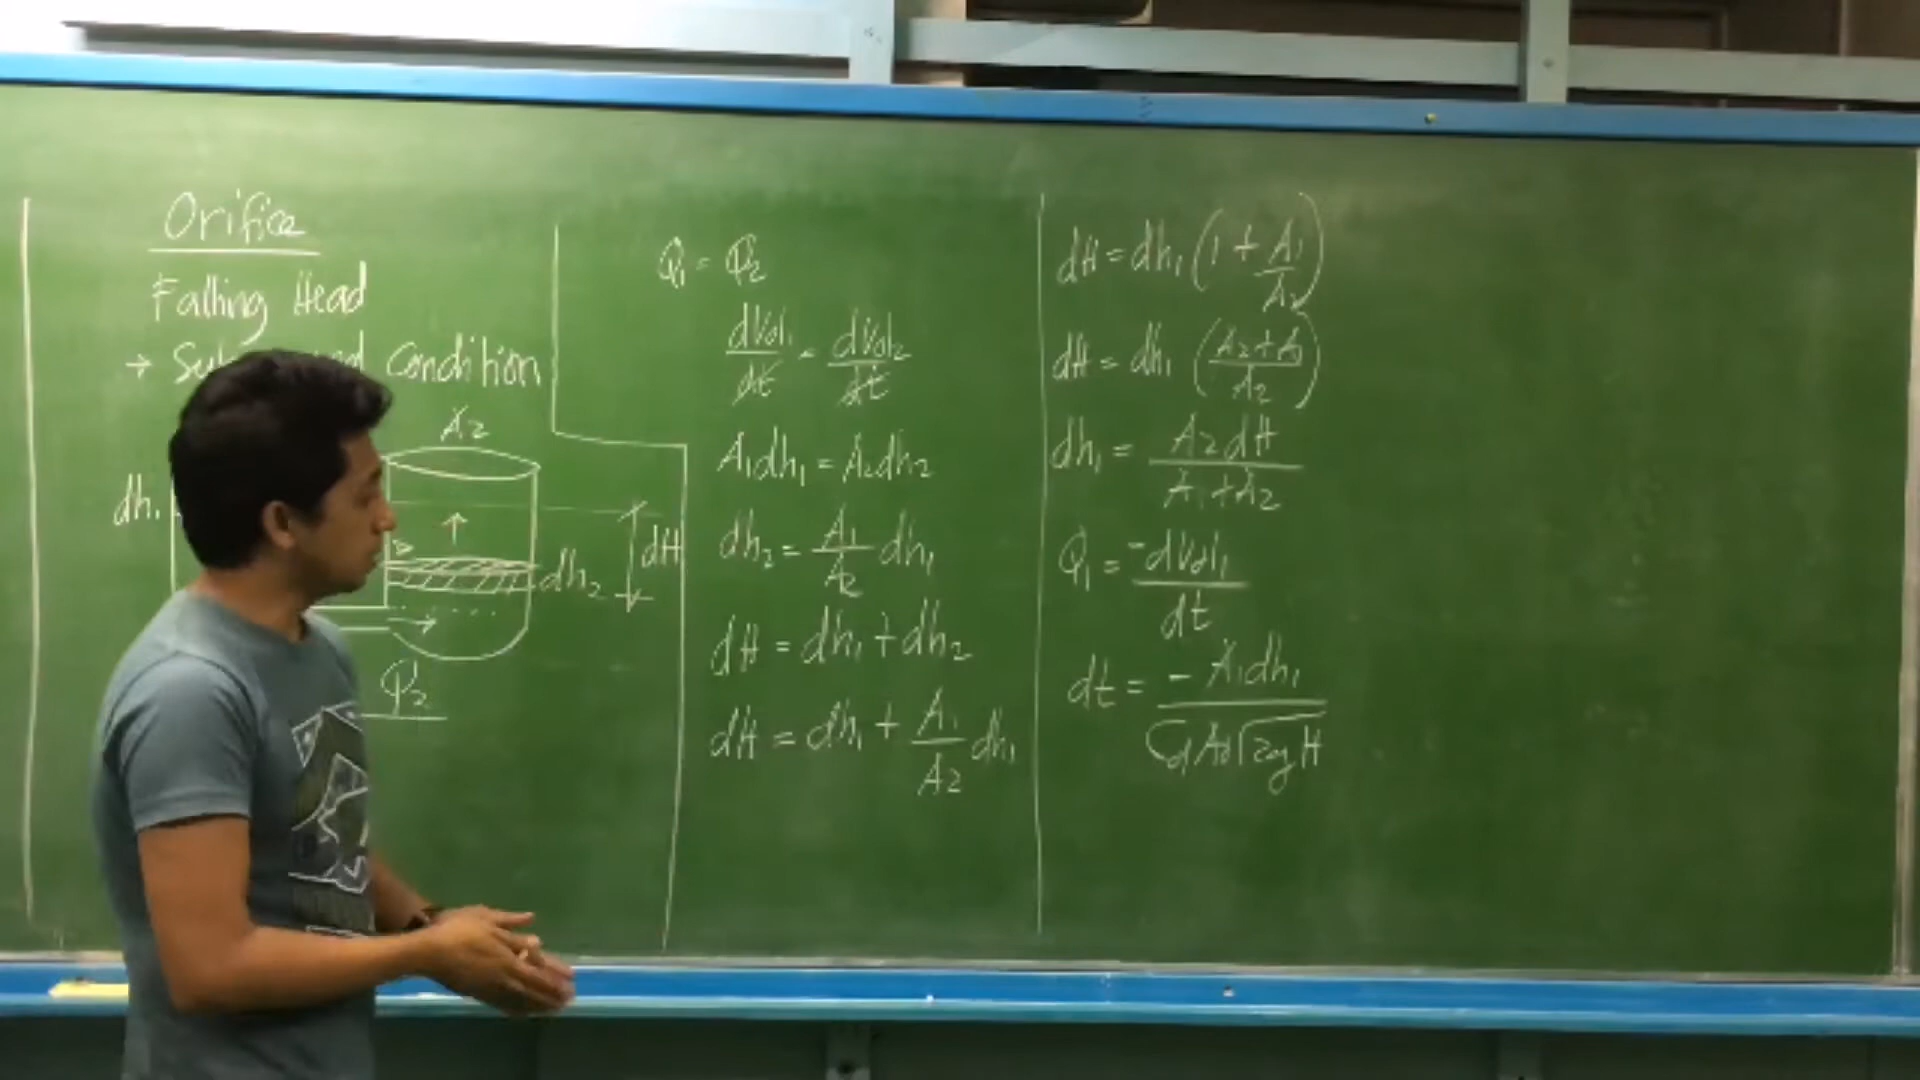 Orifice
Falling Head
→ condition
A2
dh1
dH
dh2
Q2
Q1 = Q2
dVol1/dt = dVol2/dt
A1dh1 = A2dh2
dh2 = A1/A2 dh1
dH = dh1 + dh2
dH = dh1 + A1/A2 dh1
dH = dh1 (1 + A1/A2)
dH = dh1 (A2+A1/A2)
dh1 = A2dH/A1+A2
Q1 = -dVol1/dt
dt = -A1dh1/CdAo√2gH